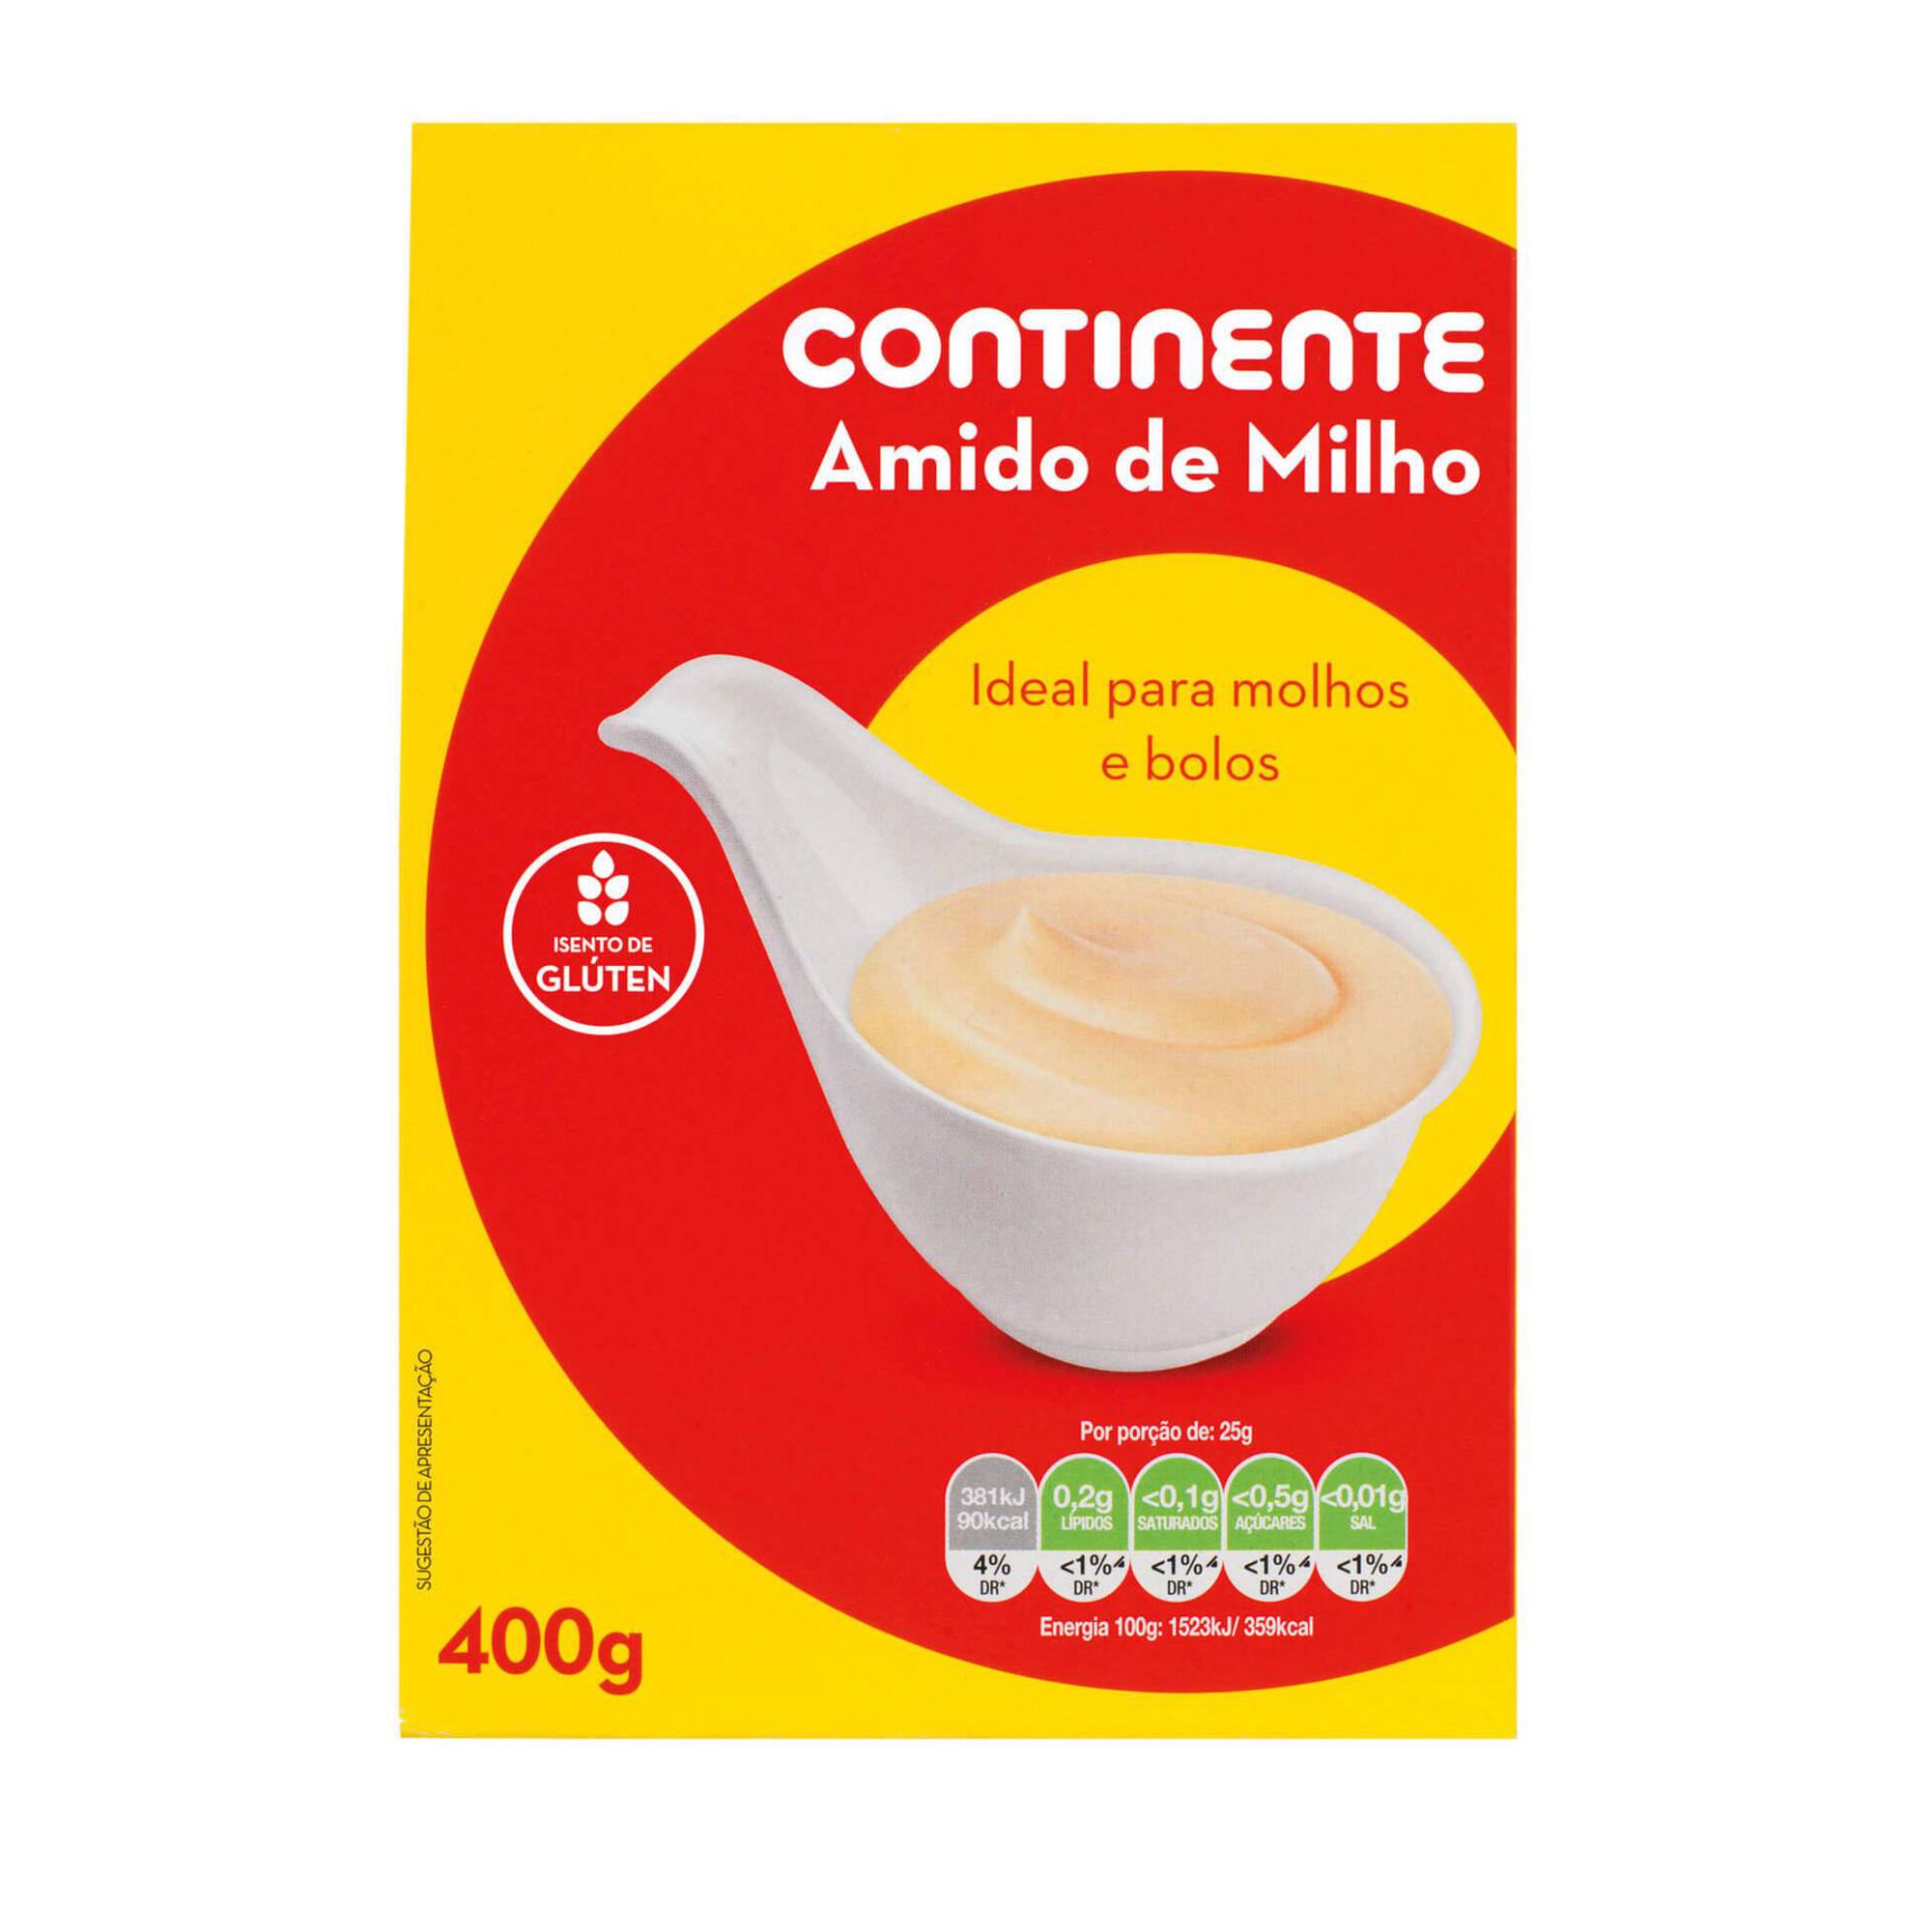 CONTINENTE
Amido de Milho
Ideal para molhos
e bolos
ISENTO DE
GLÚTEN
SUGESTÃO DE APRESENTAÇÃO
Por porção de: 25g
381kJ 0,2g <0,1g <0,5g <0,01g
90kcal LÍPIDOS SATURADOS AÇÚCARES SAL
4% <1% <1% <1% <1%
DR* DR* DR* DR* DR*
Energia 100g: 1523kJ/ 359kcal
400g